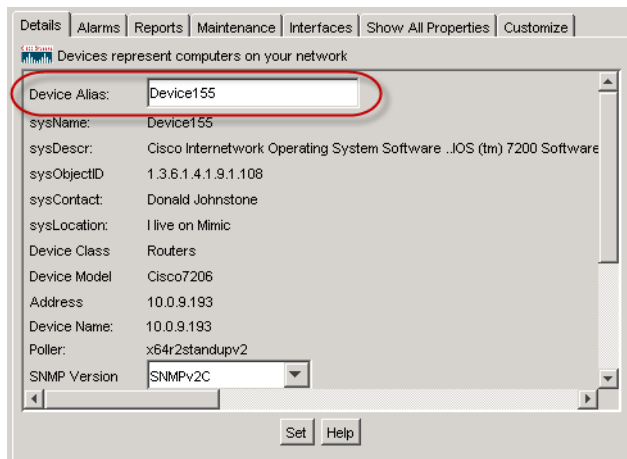 Details Alarms Reports Maintenance Interfaces Show All Properties Customize
Cisco Systems Devices represent computers on your network
Device Alias: Device155
sysName: Device155
sysDescr: Cisco Internetwork Operating System Software ..IOS (tm) 7200 Software
sysObjectID 1.3.6.1.4.1.9.1.108
sysContact: Donald Johnstone
sysLocation: I live on Mimic
Device Class Routers
Device Model Cisco7206
Address 10.0.9.193
Device Name: 10.0.9.193
Poller: x64r2standupv2
SNMP Version SNMPv2C
Set Help